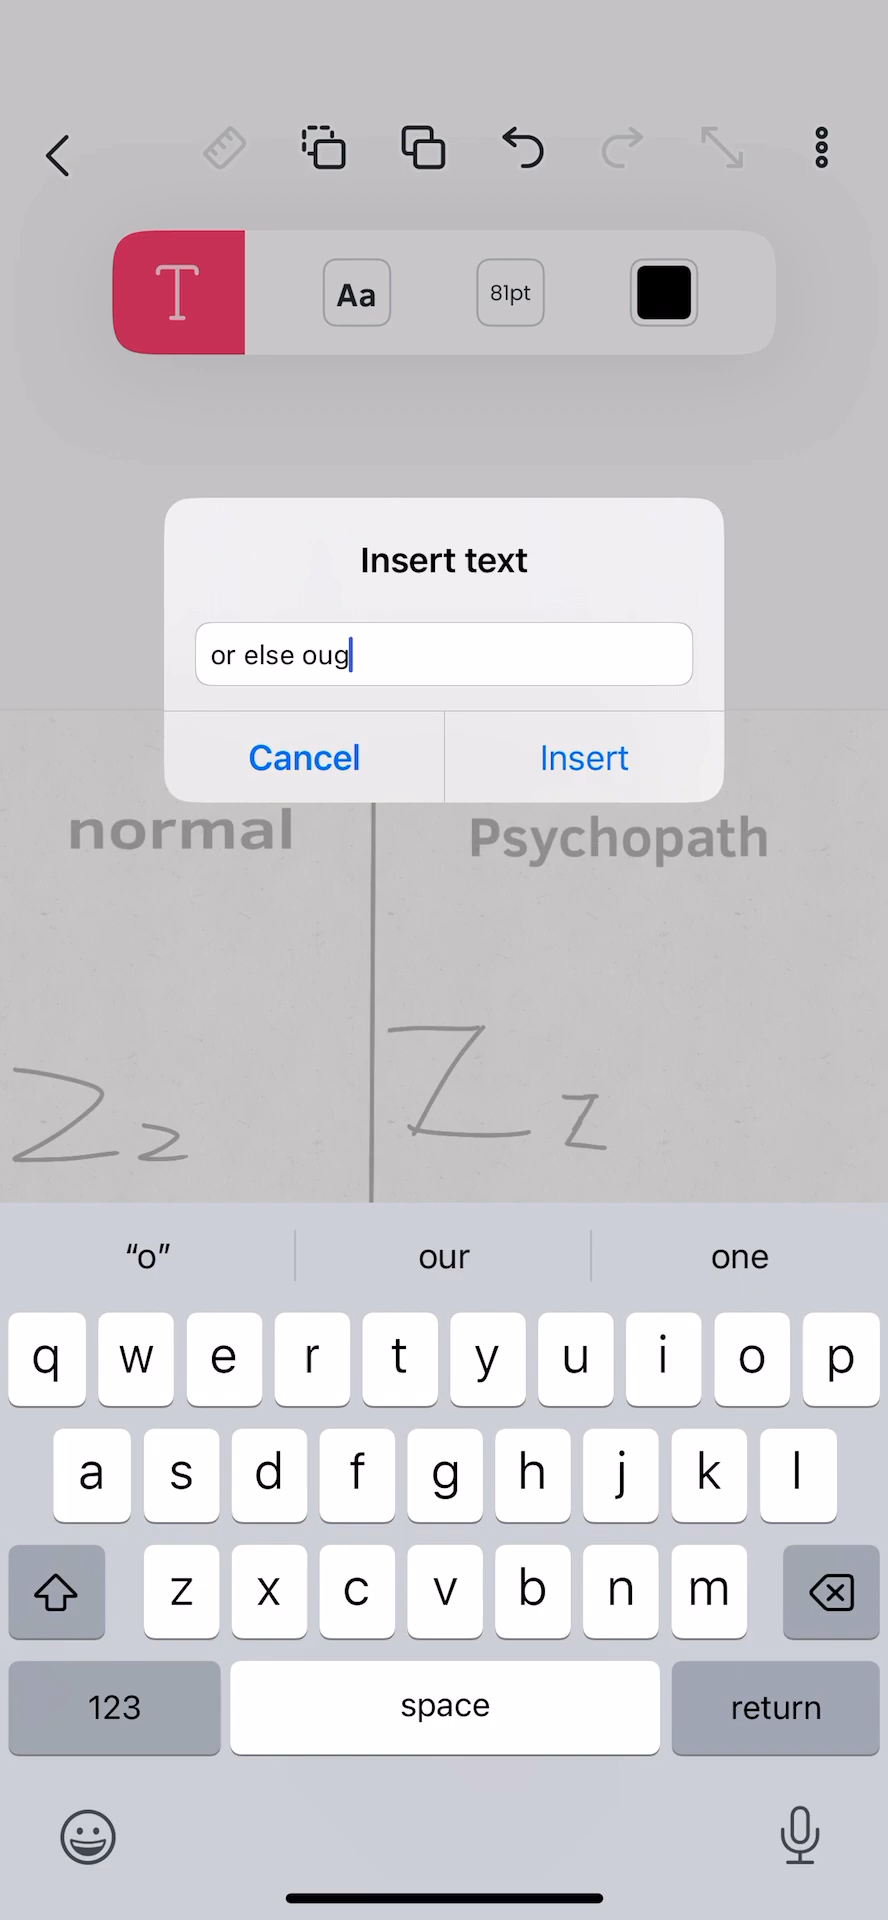 T
Aa
81pt
Insert text
or else oug
Cancel
Insert
normal
Psychopath
Zz
Zz
“o”
our
one
q w e r t y u i o p
a s d f g h j k l
z x c v b n m
123
space
return